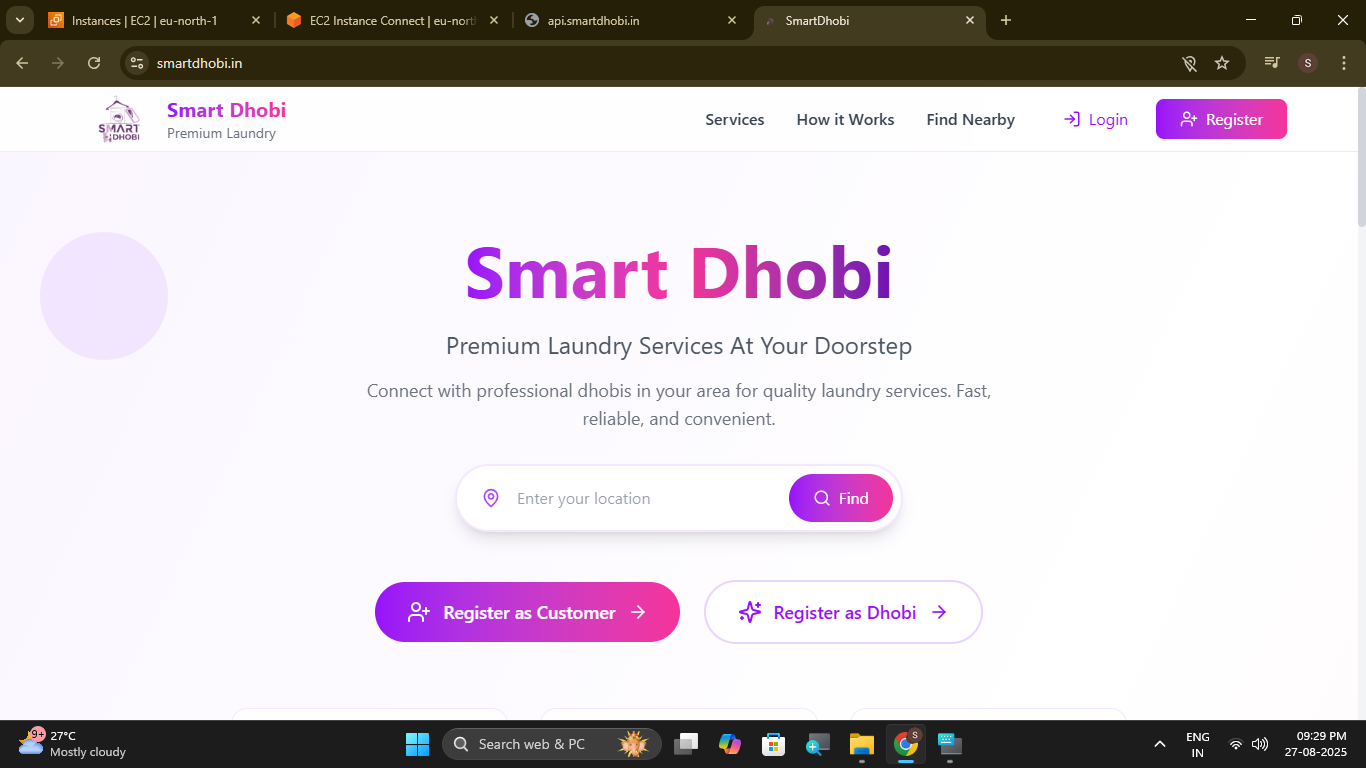 Instances | EC2 | eu-north-1
EC2 Instance Connect | eu-nort
api.smartdhobi.in
SmartDhobi
smartdhobi.in
S
SMART
DHOBI
Smart Dhobi
Premium Laundry
Services
How it Works
Find Nearby
Login
Register
Smart Dhobi
Premium Laundry Services At Your Doorstep
Connect with professional dhobis in your area for quality laundry services. Fast,
reliable, and convenient.
Enter your location
Find
Register as Customer
Register as Dhobi
9+
27°C
Mostly cloudy
Search web & PC
S
ENG
IN
09:29 PM
27-08-2025